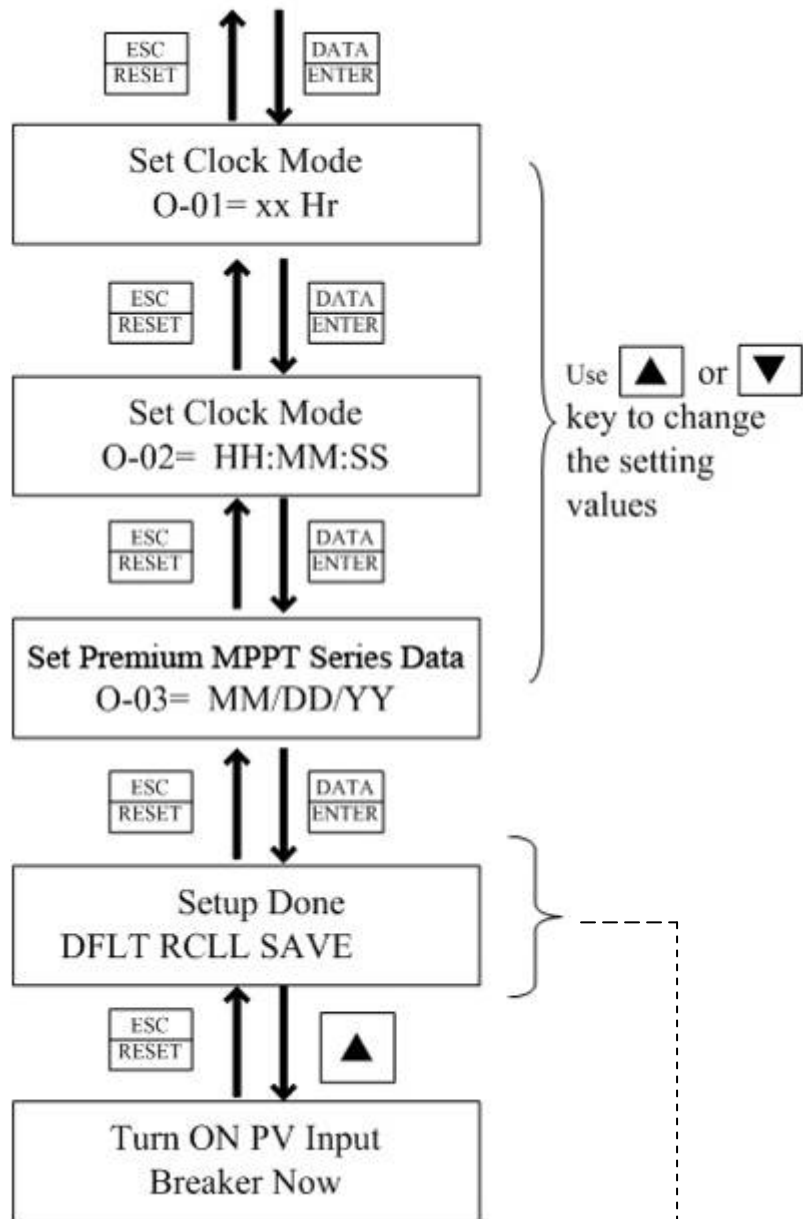 ESC
RESET
DATA
ENTER
Set Clock Mode
O-01= xx Hr
ESC
RESET
DATA
ENTER
Set Clock Mode
O-02= HH:MM:SS
Use ▲ or ▼
key to change
the setting
values
ESC
RESET
DATA
ENTER
Set Premium MPPT Series Data
O-03= MM/DD/YY
ESC
RESET
DATA
ENTER
Setup Done
DFLT RCLL SAVE
ESC
RESET
▲
Turn ON PV Input
Breaker Now